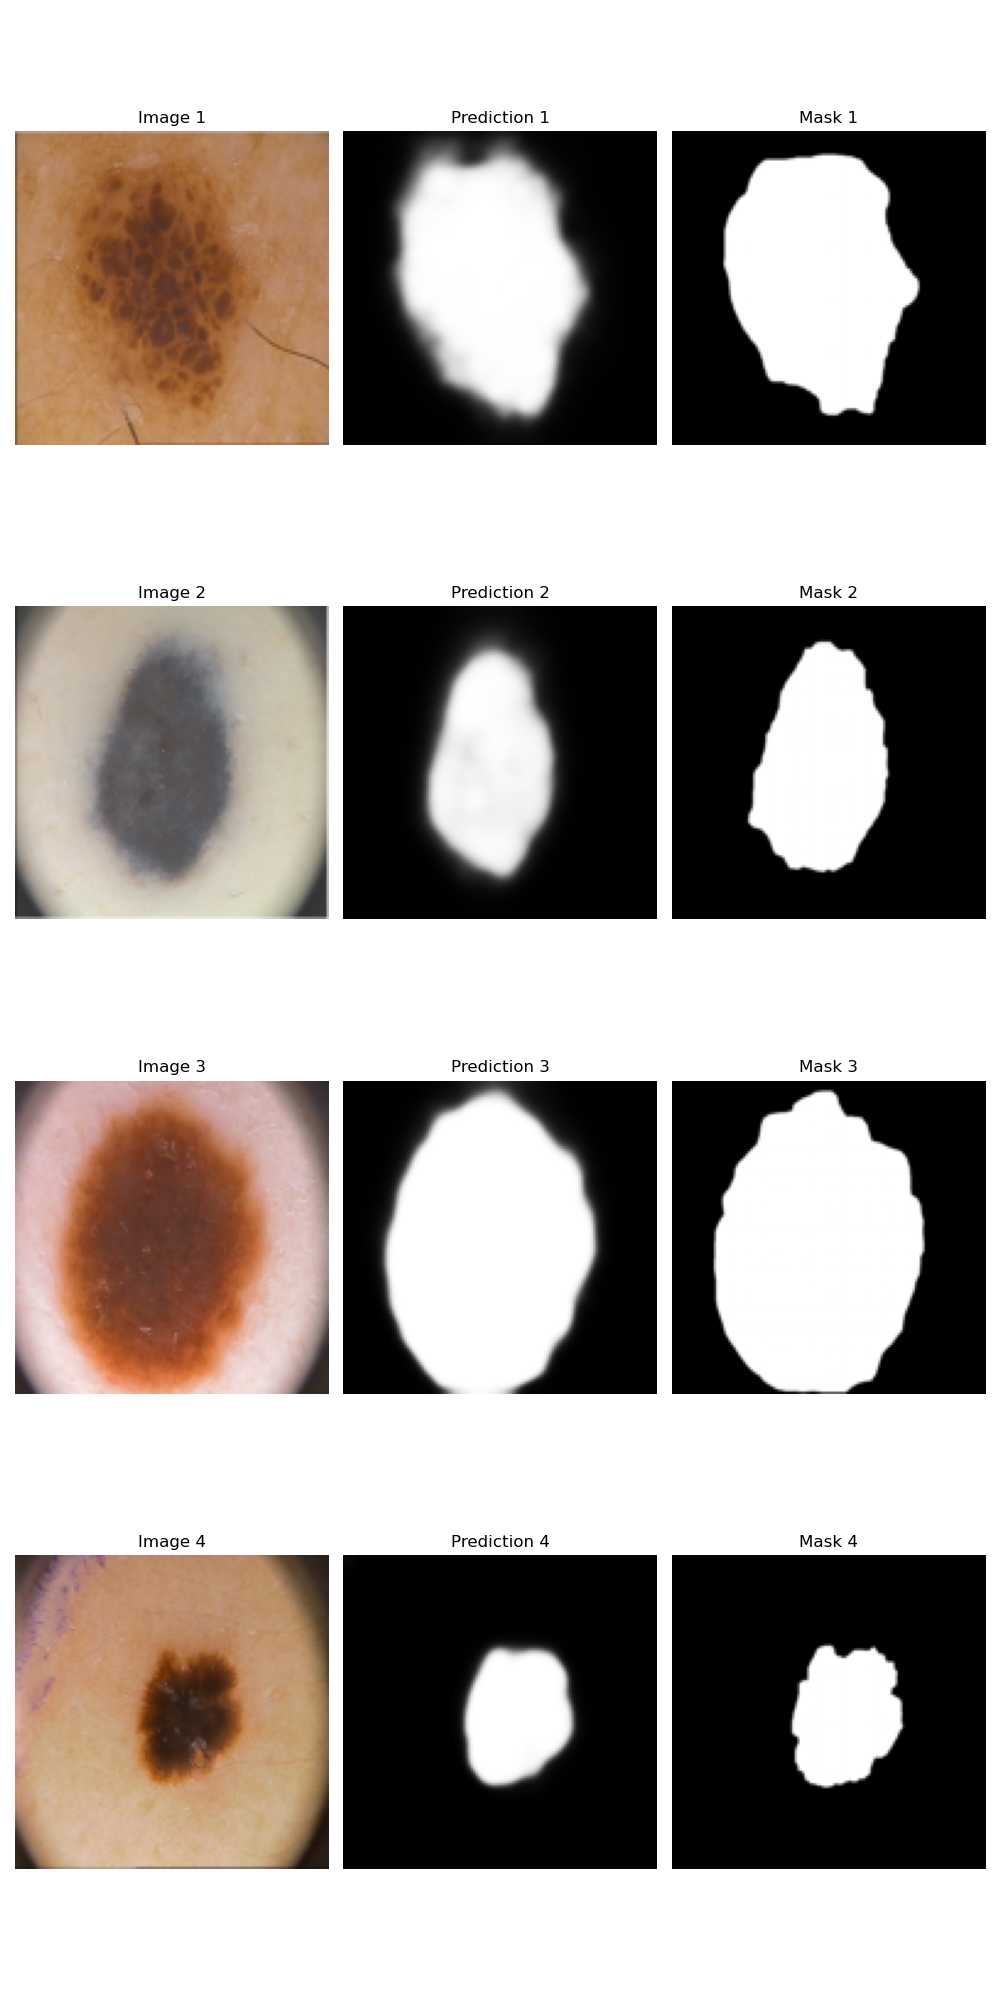 Image 1
Prediction 1
Mask 1
Image 2
Prediction 2
Mask 2
Image 3
Prediction 3
Mask 3
Image 4
Prediction 4
Mask 4